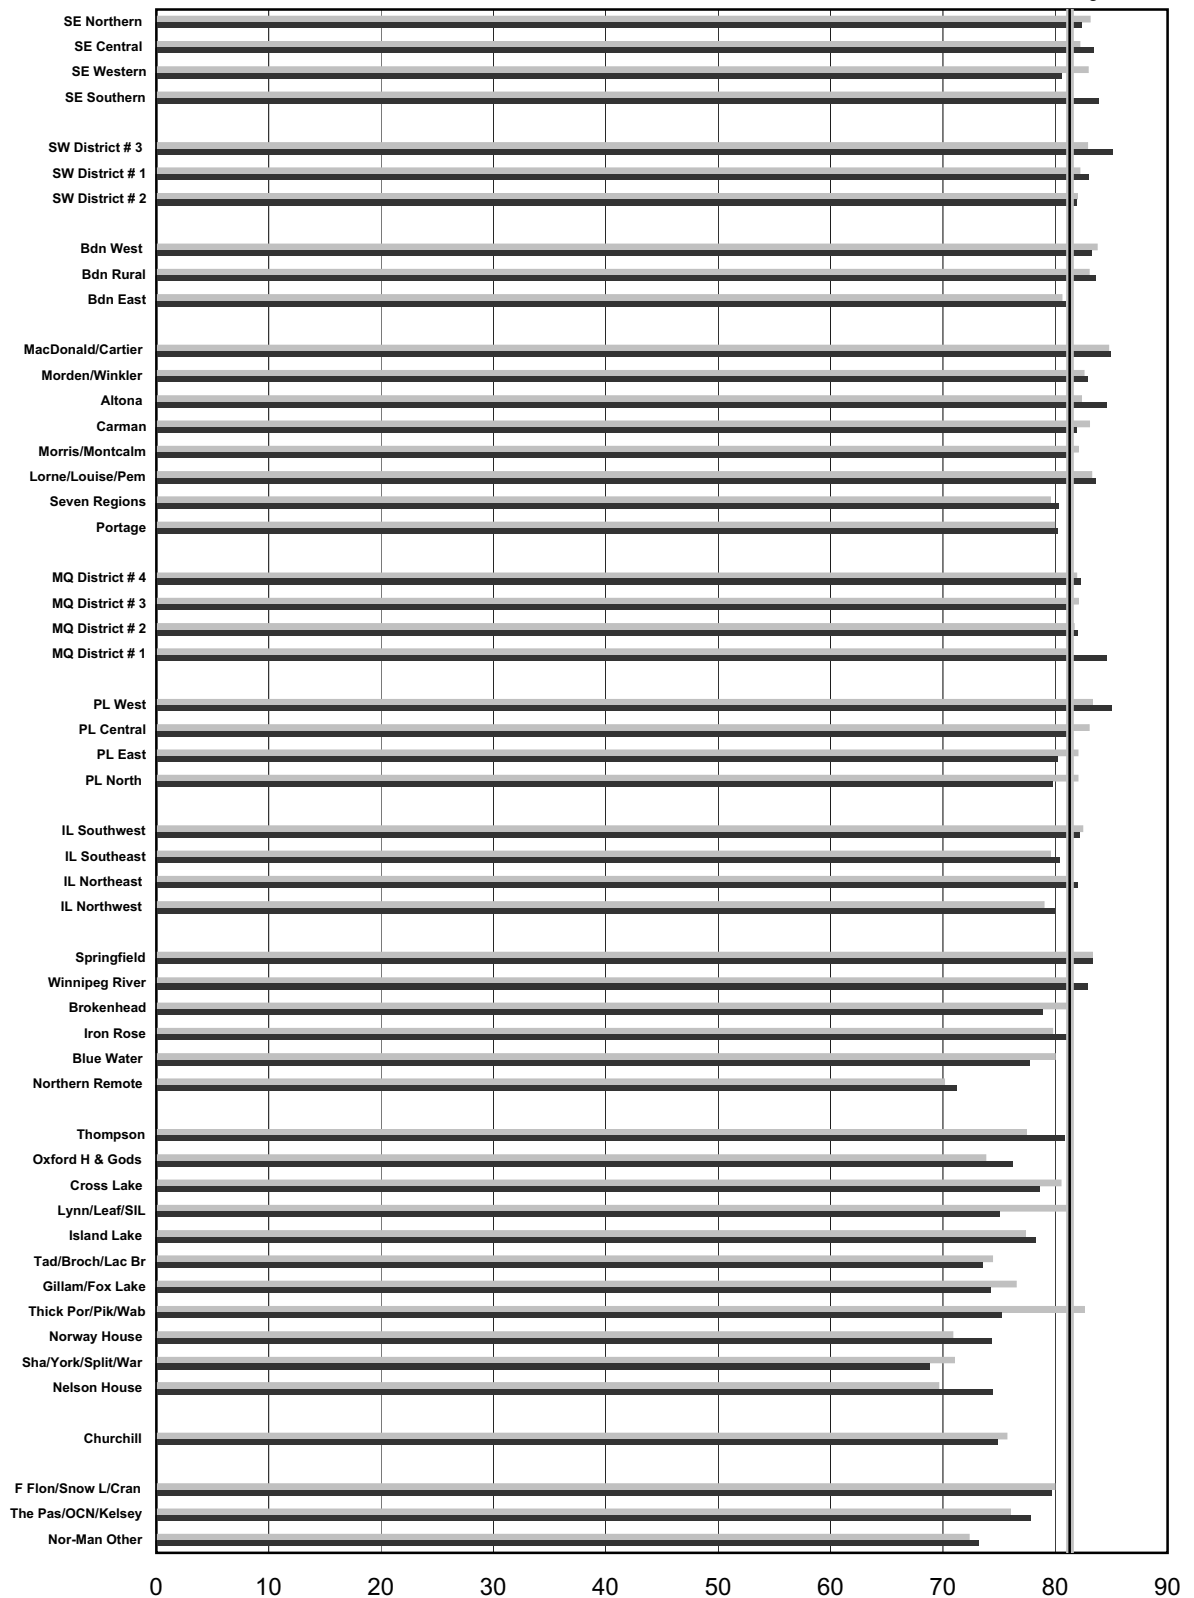 SE Northern
SE Central
SE Western
SE Southern
SW District # 3
SW District # 1
SW District # 2
Bdn West
Bdn Rural
Bdn East
MacDonald/Cartier
Morden/Winkler
Altona
Carman
Morris/Montcalm
Lorne/Louise/Pem
Seven Regions
Portage
MQ District # 4
MQ District # 3
MQ District # 2
MQ District # 1
PL West
PL Central
PL East
PL North
IL Southwest
IL Southeast
IL Northeast
IL Northwest
Springfield
Winnipeg River
Brokenhead
Iron Rose
Blue Water
Northern Remote
Thompson
Oxford H & Gods
Cross Lake
Lynn/Leaf/SIL
Island Lake
Tad/Broch/Lac Br
Gillam/Fox Lake
Thick Por/Pik/Wab
Norway House
Sha/York/Split/War
Nelson House
Churchill
F Flon/Snow L/Cran
The Pas/OCN/Kelsey
Nor-Man Other
0 10 20 30 40 50 60 70 80 90